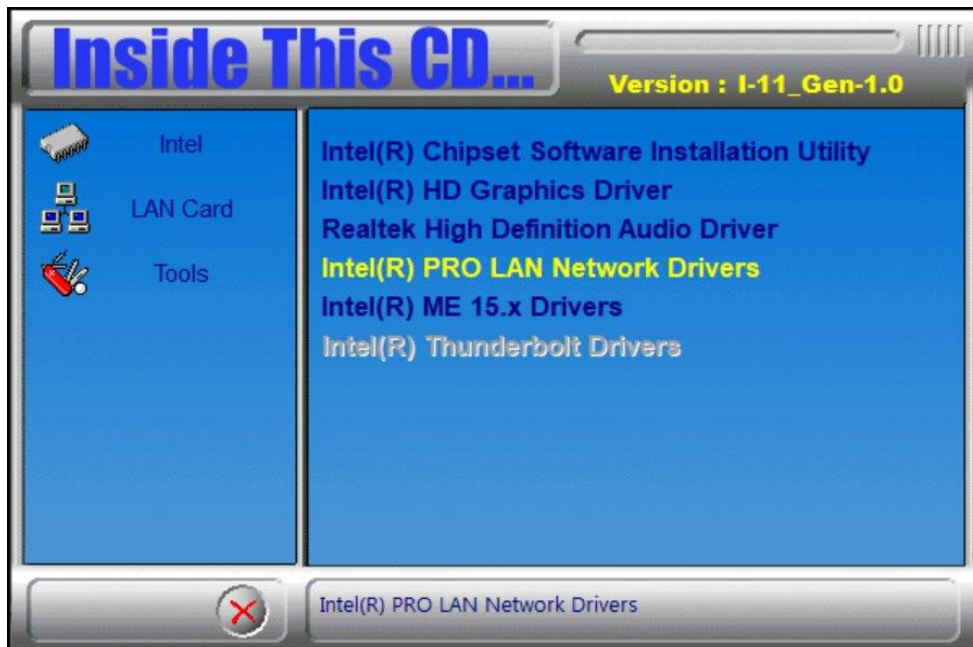 Inside This CD...
Version : I-11_Gen-1.0
Intel
LAN Card
Tools
Intel(R) Chipset Software Installation Utility
Intel(R) HD Graphics Driver
Realtek High Definition Audio Driver
Intel(R) PRO LAN Network Drivers
Intel(R) ME 15.x Drivers
Intel(R) Thunderbolt Drivers
Intel(R) PRO LAN Network Drivers